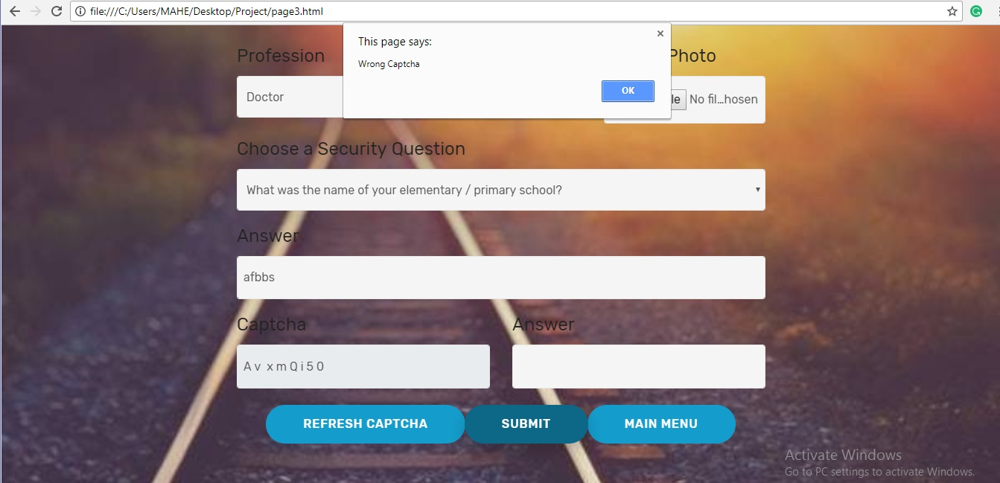 file:///C:/Users/MAHE/Desktop/Project/page3.html
This page says:
Wrong Captcha
OK
Profession
Photo
Doctor
le No fil...hosen
Choose a Security Question
What was the name of your elementary / primary school?
Answer
afbbs
Captcha Answer
A v  x m Q i 5 0
REFRESH CAPTCHA SUBMIT MAIN MENU
Activate Windows
Go to PC settings to activate Windows.